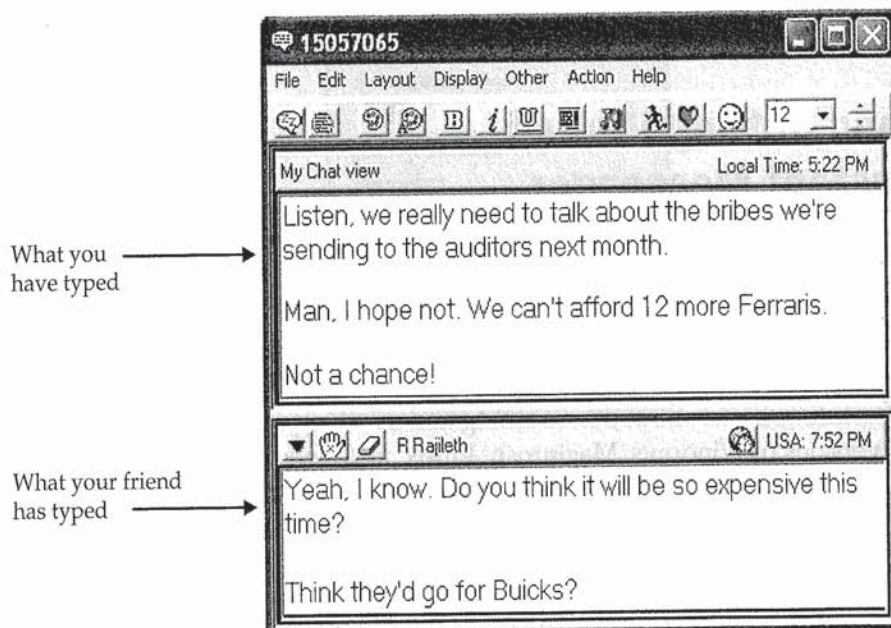 15057065
File Edit Layout Display Other Action Help
12
My Chat view Local Time: 5:22 PM
What you
have typed
Listen, we really need to talk about the bribes we're
sending to the auditors next month.
Man, I hope not. We can't afford 12 more Ferraris.
Not a chance!
R Rajileth USA: 7:52 PM
What your friend
has typed
Yeah, I know. Do you think it will be so expensive this
time?
Think they'd go for Buicks?